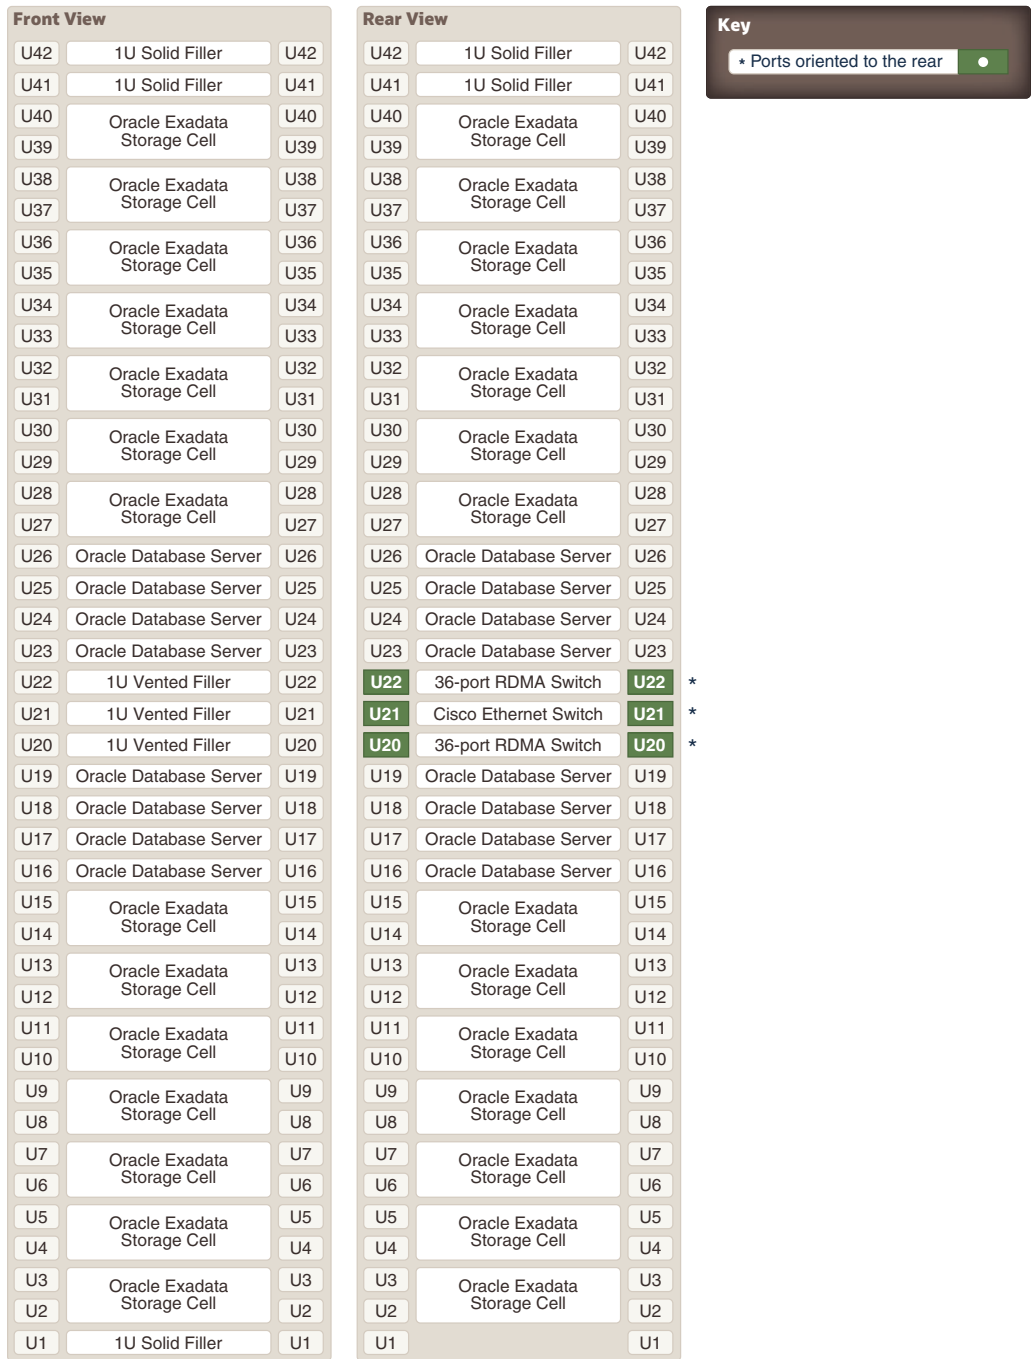 Front View
U42 1U Solid Filler U42
U41 1U Solid Filler U41
U40 Oracle Exadata U40
U39 Storage Cell U39
U38 Oracle Exadata U38
U37 Storage Cell U37
U36 Oracle Exadata U36
U35 Storage Cell U35
U34 Oracle Exadata U34
U33 Storage Cell U33
U32 Oracle Exadata U32
U31 Storage Cell U31
U30 Oracle Exadata U30
U29 Storage Cell U29
U28 Oracle Exadata U28
U27 Storage Cell U27
U26 Oracle Database Server U26
U25 Oracle Database Server U25
U24 Oracle Database Server U24
U23 Oracle Database Server U23
U22 1U Vented Filler U22
U21 1U Vented Filler U21
U20 1U Vented Filler U20
U19 Oracle Database Server U19
U18 Oracle Database Server U18
U17 Oracle Database Server U17
U16 Oracle Database Server U16
U15 Oracle Exadata U15
U14 Storage Cell U14
U13 Oracle Exadata U13
U12 Storage Cell U12
U11 Oracle Exadata U11
U10 Storage Cell U10
U9 Oracle Exadata U9
U8 Storage Cell U8
U7 Oracle Exadata U7
U6 Storage Cell U6
U5 Oracle Exadata U5
U4 Storage Cell U4
U3 Oracle Exadata U3
U2 Storage Cell U2
U1 1U Solid Filler U1
Rear View
U42 1U Solid Filler U42
U41 1U Solid Filler U41
U40 Oracle Exadata U40
U39 Storage Cell U39
U38 Oracle Exadata U38
U37 Storage Cell U37
U36 Oracle Exadata U36
U35 Storage Cell U35
U34 Oracle Exadata U34
U33 Storage Cell U33
U32 Oracle Exadata U32
U31 Storage Cell U31
U30 Oracle Exadata U30
U29 Storage Cell U29
U28 Oracle Exadata U28
U27 Storage Cell U27
U26 Oracle Database Server U26
U25 Oracle Database Server U25
U24 Oracle Database Server U24
U23 Oracle Database Server U23
U22 36-port RDMA Switch U22 *
U21 Cisco Ethernet Switch U21 *
U20 36-port RDMA Switch U20 *
U19 Oracle Database Server U19
U18 Oracle Database Server U18
U17 Oracle Database Server U17
U16 Oracle Database Server U16
U15 Oracle Exadata U15
U14 Storage Cell U14
U13 Oracle Exadata U13
U12 Storage Cell U12
U11 Oracle Exadata U11
U10 Storage Cell U10
U9 Oracle Exadata U9
U8 Storage Cell U8
U7 Oracle Exadata U7
U6 Storage Cell U6
U5 Oracle Exadata U5
U4 Storage Cell U4
U3 Oracle Exadata U3
U2 Storage Cell U2
U1 U1
Key
* Ports oriented to the rear